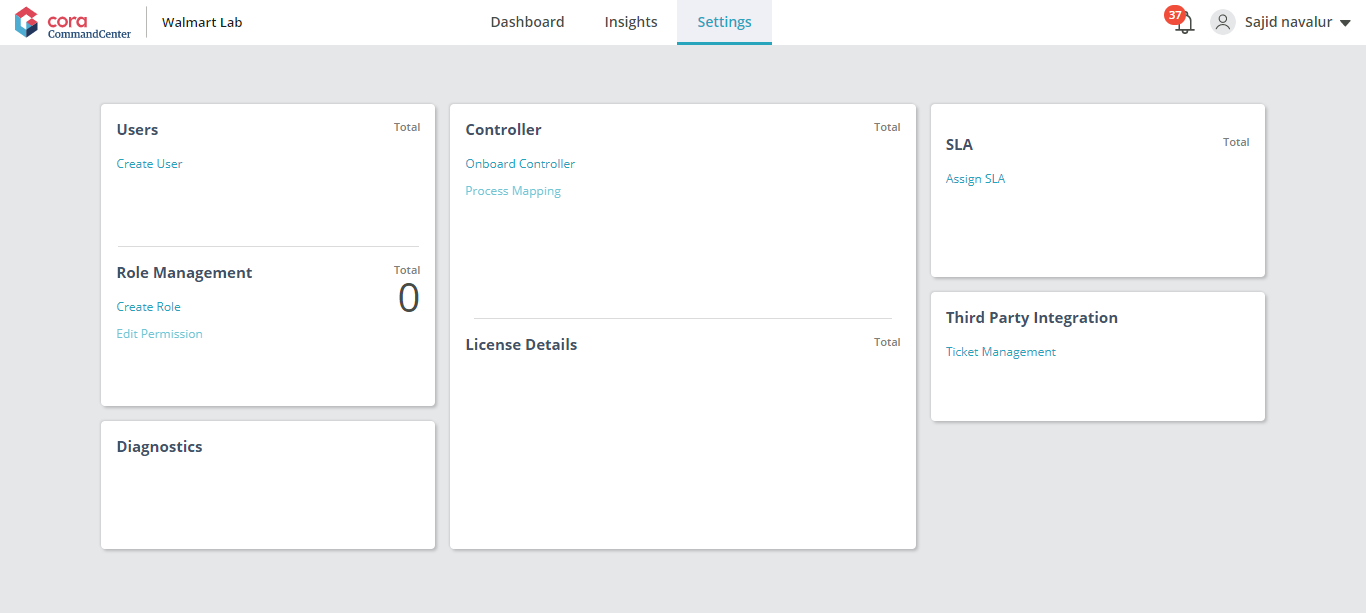 cora
CommandCenter
Walmart Lab
Dashboard
Insights
Settings
37
Sajid navalur
Users
Total
Create User
Role Management
Total
0
Create Role
Edit Permission
Diagnostics
Controller
Total
Onboard Controller
Process Mapping
License Details
Total
SLA
Total
Assign SLA
Third Party Integration
Ticket Management